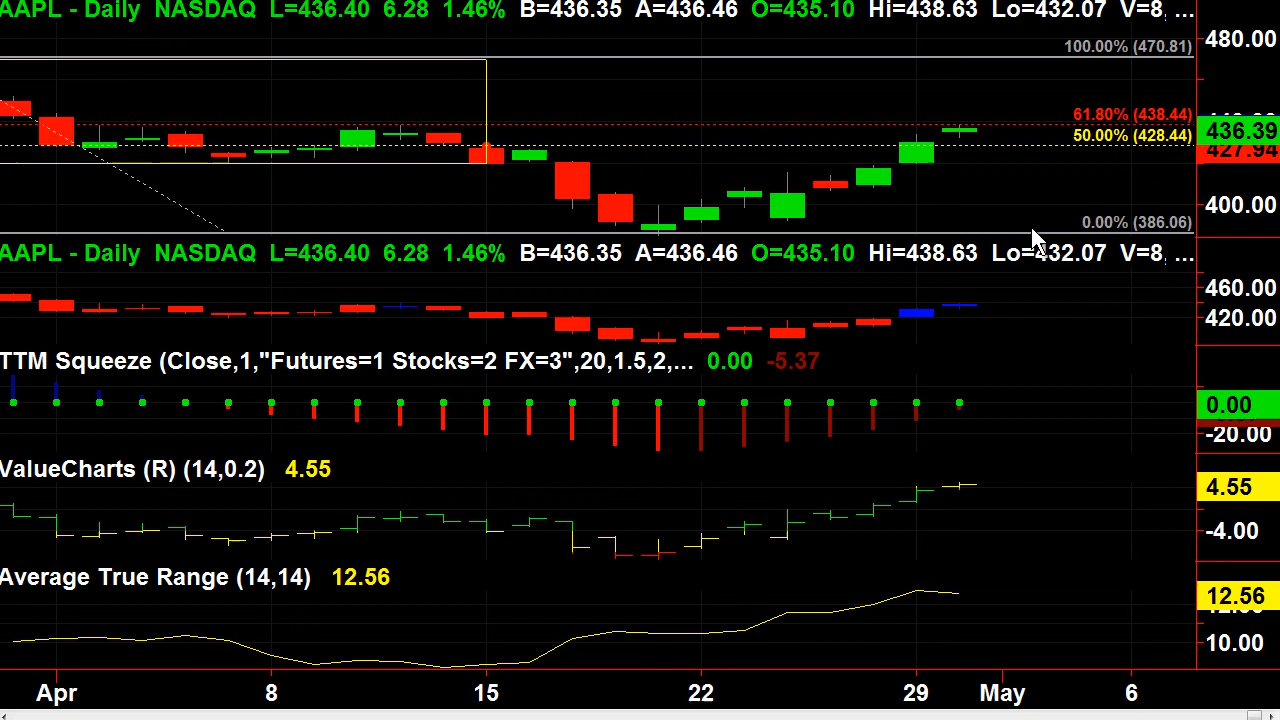 AAPL - Daily NASDAQ L=436.40 6.28 1.46% B=436.35 A=436.46 O=435.10 Hi=438.63 Lo=432.07 V=8, ...
480.00
100.00% (470.81)
61.80% (438.44)
436.39
50.00% (428.44)
427.94
400.00
0.00% (386.06)
AAPL - Daily NASDAQ L=436.40 6.28 1.46% B=436.35 A=436.46 O=435.10 Hi=438.63 Lo=432.07 V=8, ...
460.00
420.00
TTM Squeeze (Close,1,"Futures=1 Stocks=2 FX=3",20,1.5,2,... 0.00 -5.37
0.00
-20.00
ValueCharts (R) (14,0.2) 4.55
4.55
-4.00
Average True Range (14,14) 12.56
12.56
10.00
Apr 8 15 22 29 May 6